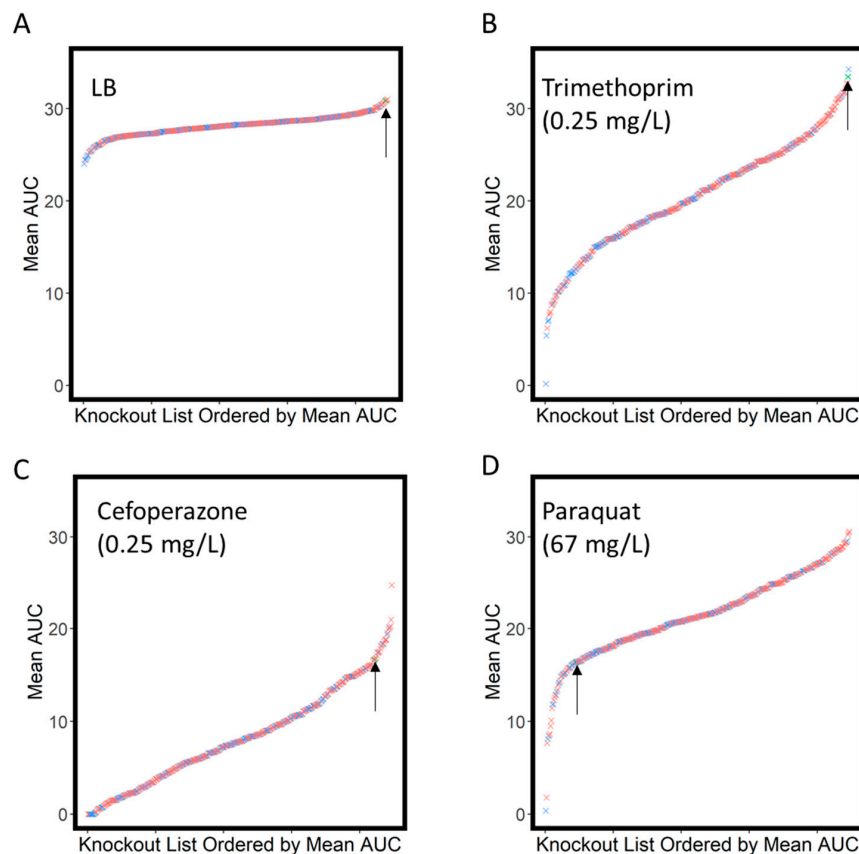 A
LB
Mean AUC
30
20
10
0
Knockout List Ordered by Mean AUC
B
Trimethoprim
(0.25 mg/L)
Mean AUC
30
20
10
0
Knockout List Ordered by Mean AUC
C
Cefoperazone
(0.25 mg/L)
Mean AUC
30
20
10
0
Knockout List Ordered by Mean AUC
D
Paraquat
(67 mg/L)
Mean AUC
30
20
10
0
Knockout List Ordered by Mean AUC